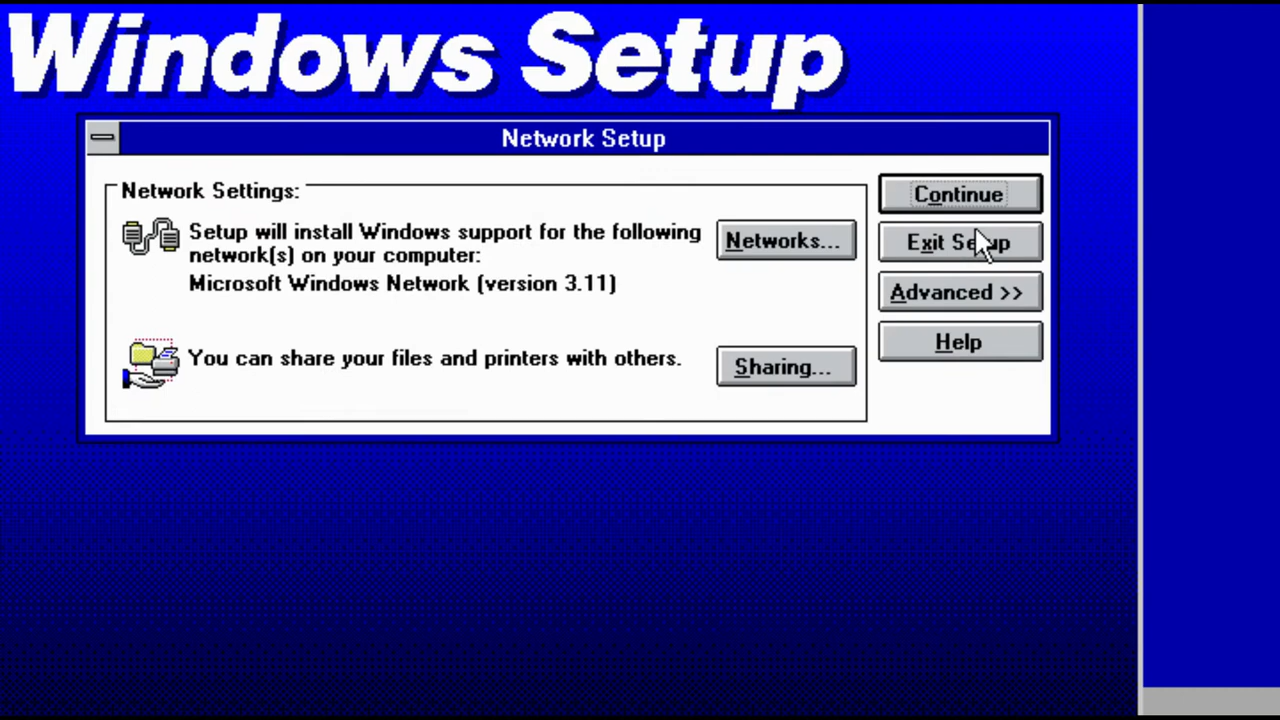 Windows Setup
Network Setup
Network Settings:
Setup will install Windows support for the following
network(s) on your computer:
Microsoft Windows Network (version 3.11)
Networks...
You can share your files and printers with others.
Sharing...
Continue
Exit Setup
Advanced >>
Help